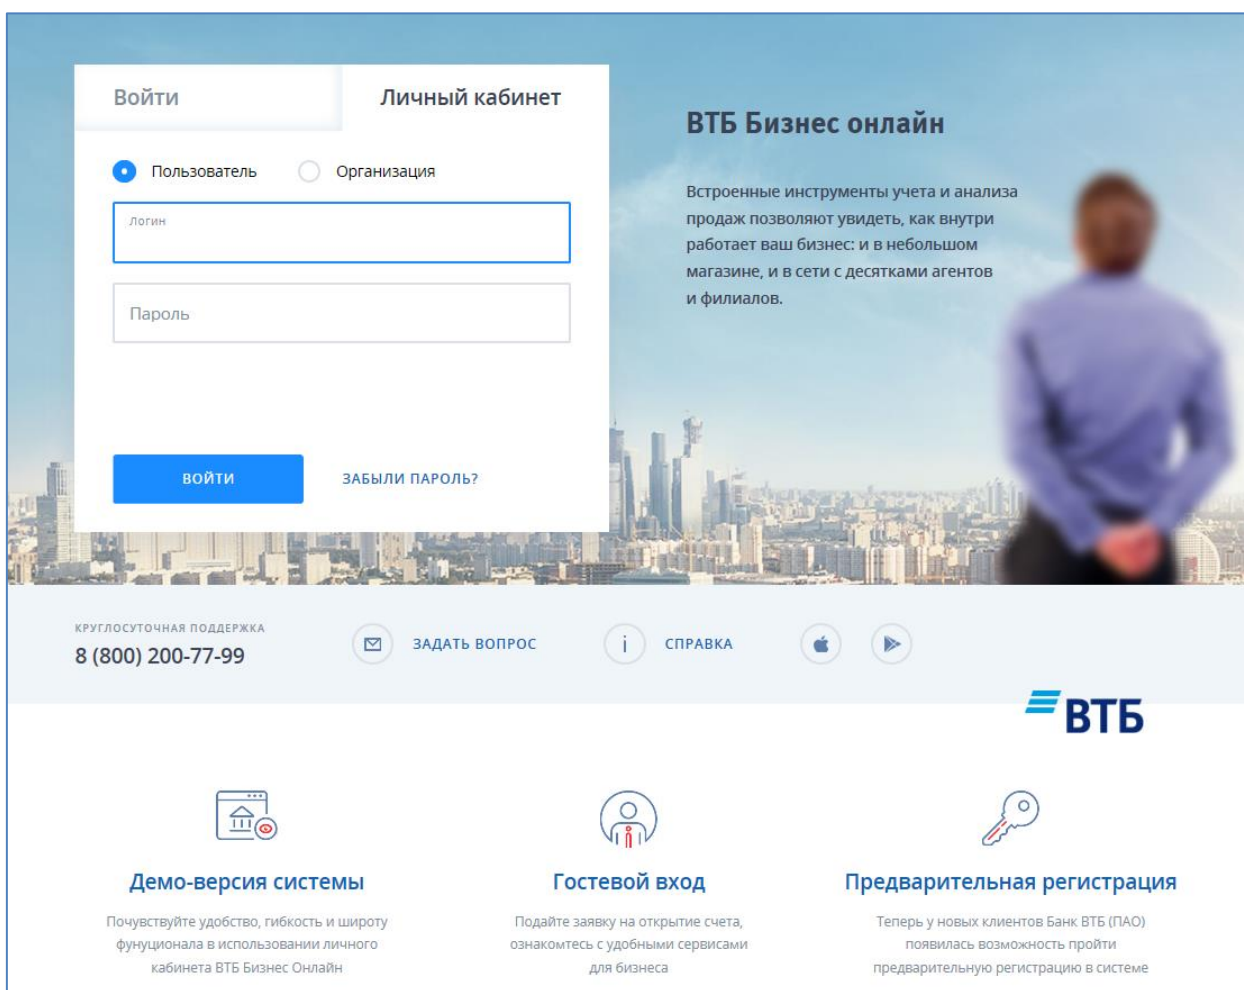 Войти
Личный кабинет
Пользователь
Организация
Логин
Пароль
ВОЙТИ
ЗАБЫЛИ ПАРОЛЬ?
ВТБ Бизнес онлайн
Встроенные инструменты учета и анализа
продаж позволяют увидеть, как внутри
работает ваш бизнес: и в небольшом
магазине, и в сети с десятками агентов
и филиалов.
КРУГЛОСУТОЧНАЯ ПОДДЕРЖКА
8 (800) 200-77-99
ЗАДАТЬ ВОПРОС
СПРАВКА
ВТБ
Демо-версия системы
Почувствуйте удобство, гибкость и широту
фунуционала в использовании личного
кабинета ВТБ Бизнес Онлайн
Гостевой вход
Подайте заявку на открытие счета,
ознакомтесь с удобными сервисами
для бизнеса
Предварительная регистрация
Теперь у новых клиентов Банк ВТБ (ПАО)
появилась возможность пройти
предварительную регистрацию в системе